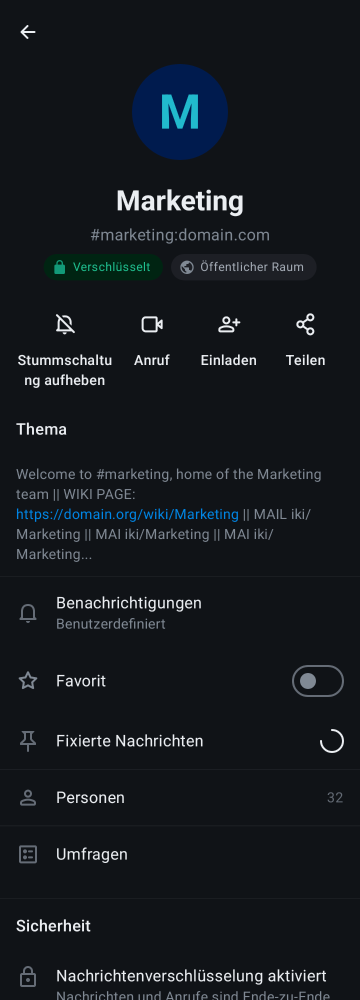 M
Marketing
#marketing:domain.com
Verschlüsselt
Öffentlicher Raum
Stummschaltu
ng aufheben
Anruf
Einladen
Teilen
Thema
Welcome to #marketing, home of the Marketing
team || WIKI PAGE:
https://domain.org/wiki/Marketing || MAIL iki/
Marketing || MAI iki/Marketing || MAI iki/
Marketing...
Benachrichtigungen
Benutzerdefiniert
Favorit
Fixierte Nachrichten
Personen
32
Umfragen
Sicherheit
Nachrichtenverschlüsselung aktiviert
Nachrichten und Anrufe sind Ende-zu-Ende